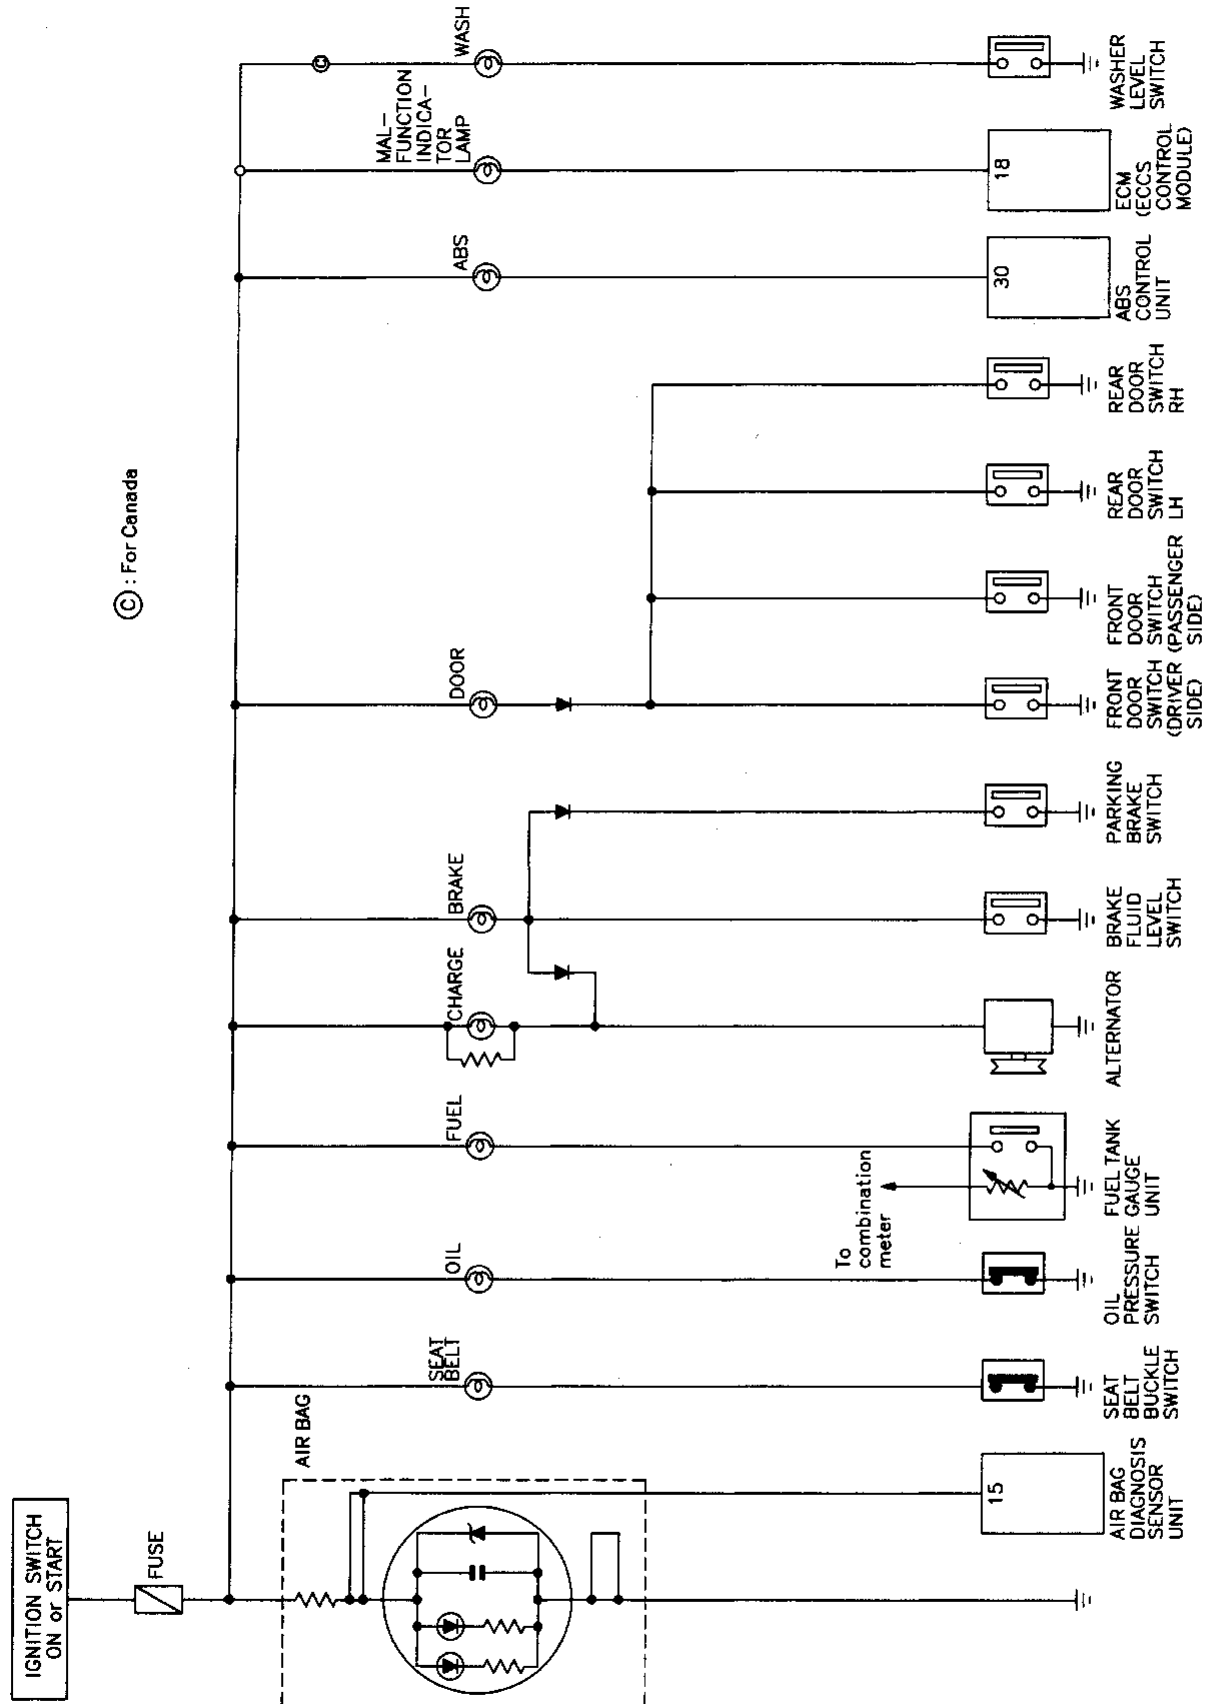 IGNITION SWITCH
ON or START
FUSE
Ⓒ : For Canada
AIR BAG
SEAT
BELT
OIL
FUEL
CHARGE
BRAKE
DOOR
ABS
MAL-
FUNCTION
INDICA-
TOR
LAMP
WASH
C
To
combination
meter
15
30
18
AIR BAG
DIAGNOSIS
SENSOR
UNIT
SEAT
BELT
BUCKLE
SWITCH
OIL
PRESSURE
SWITCH
FUEL TANK
GAUGE
UNIT
ALTERNATOR
BRAKE
FLUID
LEVEL
SWITCH
PARKING
BRAKE
SWITCH
FRONT
DOOR
SWITCH
(DRIVER
SIDE)
FRONT
DOOR
SWITCH
(PASSENGER
SIDE)
REAR
DOOR
SWITCH
LH
REAR
DOOR
SWITCH
RH
ABS
CONTROL
UNIT
ECM
(ECCS
CONTROL
MODULE)
WASHER
LEVEL
SWITCH